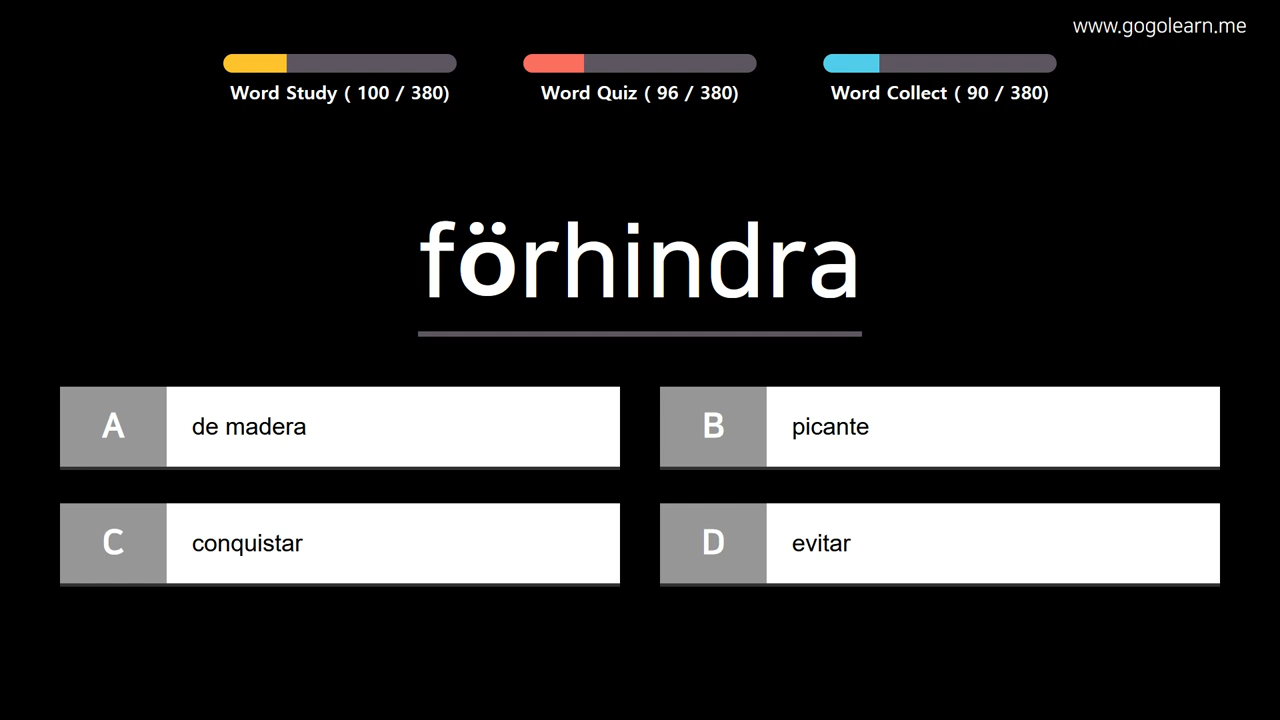 www.gogolearn.me
Word Study ( 100 / 380)
Word Quiz ( 96 / 380)
Word Collect ( 90 / 380)
förhindra
A de madera
B picante
C conquistar
D evitar